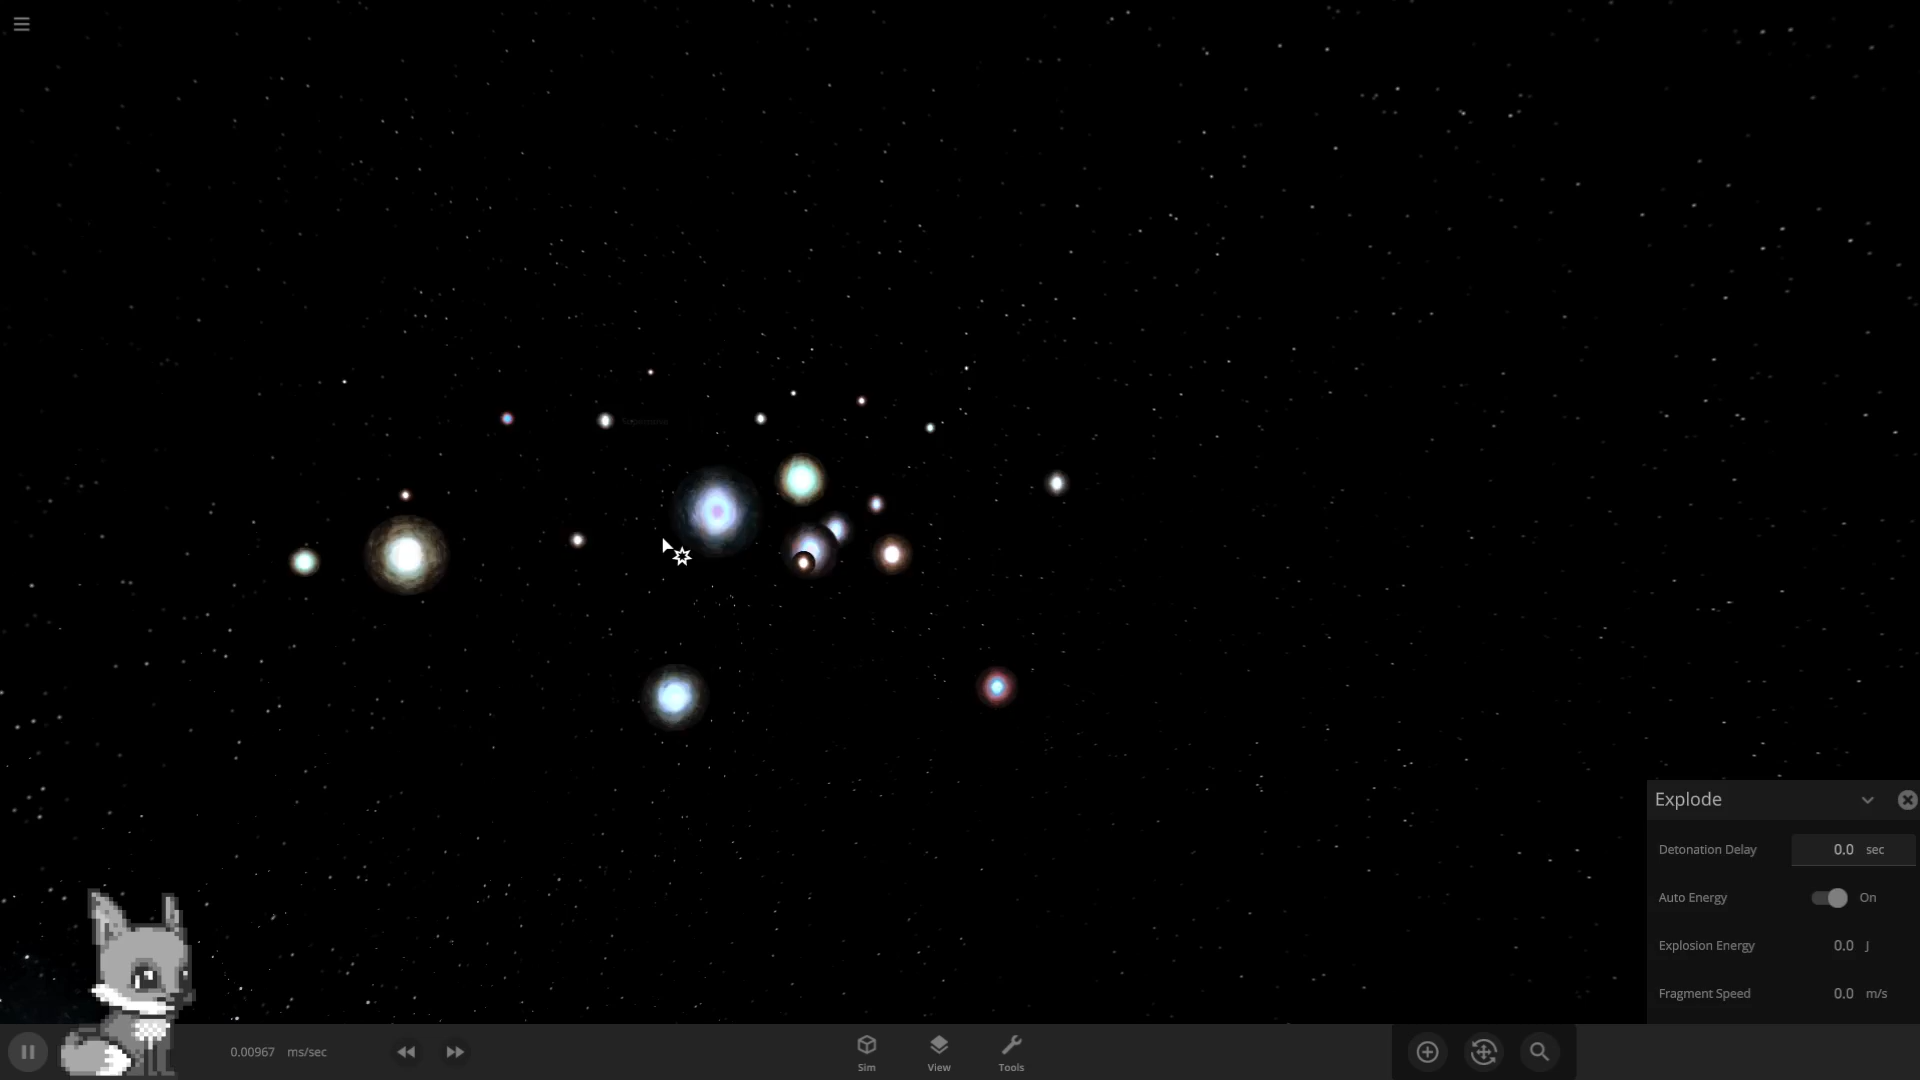 Supernova
Explode
Detonation Delay 0.0 sec
Auto Energy On
Explosion Energy 0.0 J
Fragment Speed 0.0 m/s
0.00967 ms/sec
Sim
View
Tools